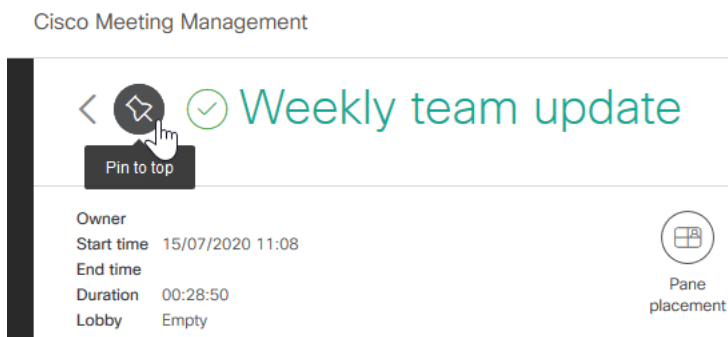 Cisco Meeting Management
Weekly team update
Pin to top
Owner
Start time 15/07/2020 11:08
End time
Duration 00:28:50
Lobby Empty
Pane
placement